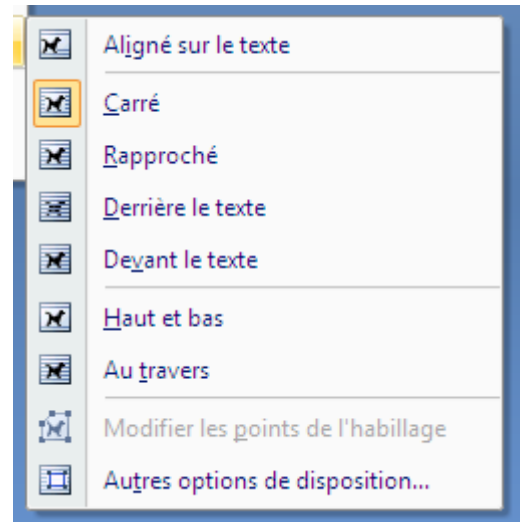 Aligné sur le texte
Carré
Rapproché
Derrière le texte
Devant le texte
Haut et bas
Au travers
Modifier les points de l'habillage
Autres options de disposition...